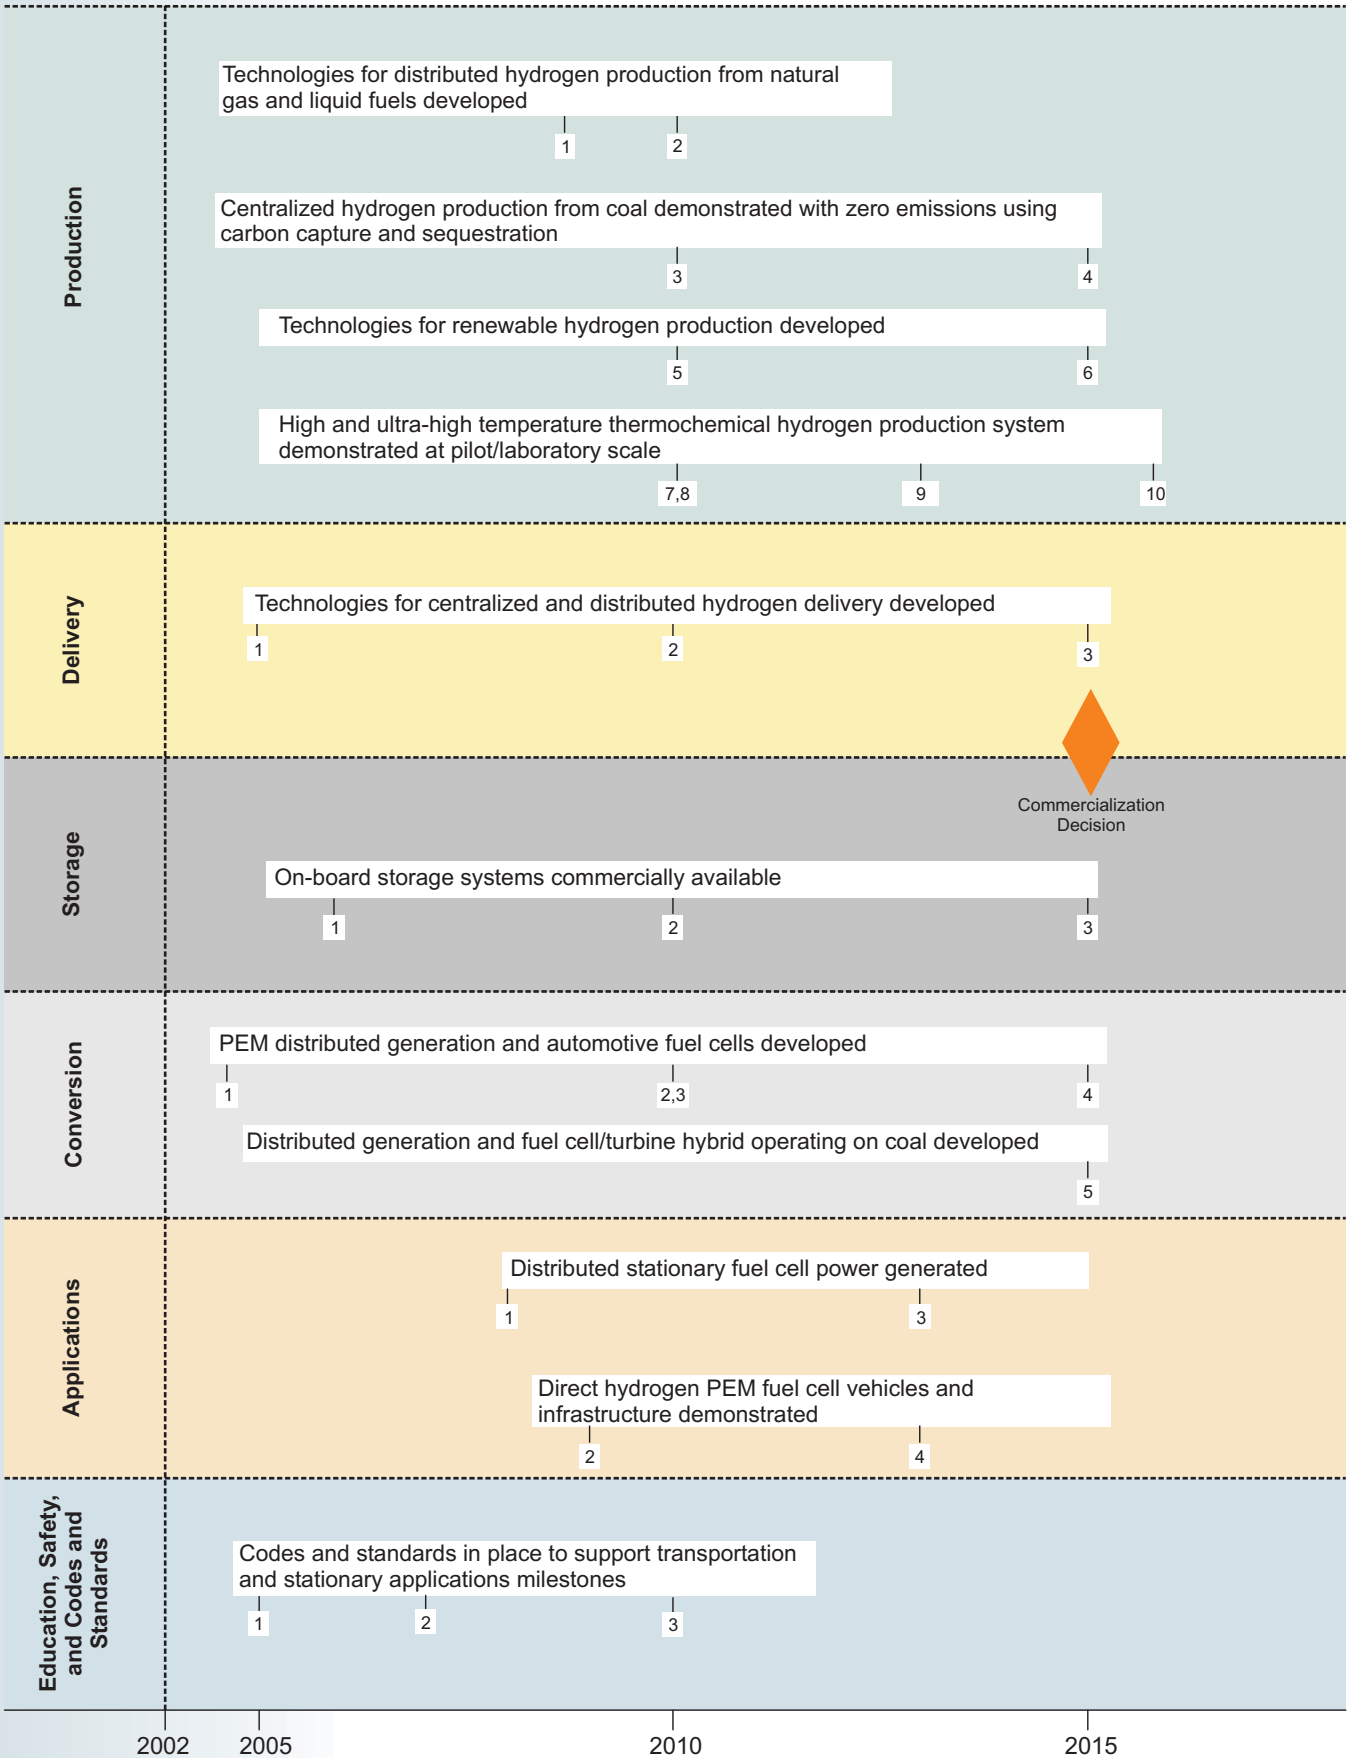 Production
Technologies for distributed hydrogen production from natural
gas and liquid fuels developed
1
2
Centralized hydrogen production from coal demonstrated with zero emissions using
carbon capture and sequestration
3
4
Technologies for renewable hydrogen production developed
5
6
High and ultra-high temperature thermochemical hydrogen production system
demonstrated at pilot/laboratory scale
7,8
9
10
Delivery
Technologies for centralized and distributed hydrogen delivery developed
1
2
3
Commercialization
Decision
Storage
On-board storage systems commercially available
1
2
3
Conversion
PEM distributed generation and automotive fuel cells developed
1
2,3
4
Distributed generation and fuel cell/turbine hybrid operating on coal developed
5
Applications
Distributed stationary fuel cell power generated
1
3
Direct hydrogen PEM fuel cell vehicles and
infrastructure demonstrated
2
4
Education, Safety,
and Codes and
Standards
Codes and standards in place to support transportation
and stationary applications milestones
1
2
3
2002
2005
2010
2015